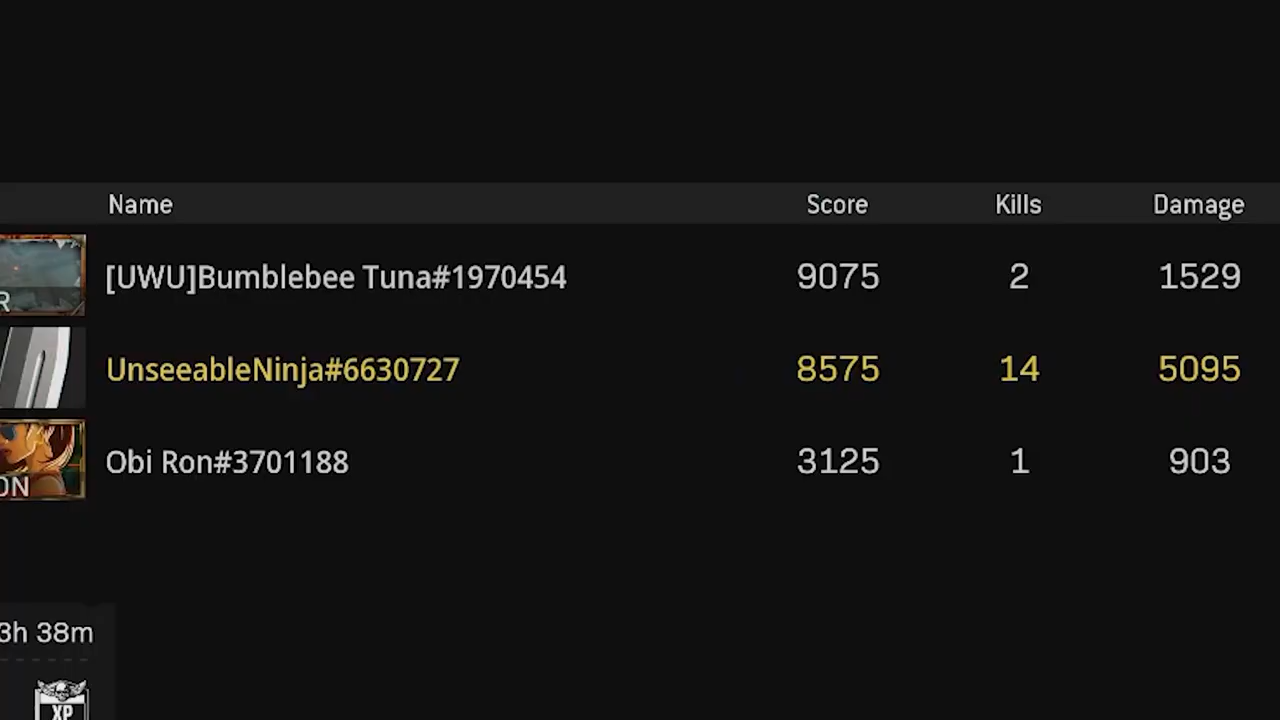 Name Score Kills Damage
R
[UWU]Bumblebee Tuna#1970454 9075 2 1529
UnseeableNinja#6630727 8575 14 5095
Obi Ron#3701188 3125 1 903
ON
3h 38m
XP